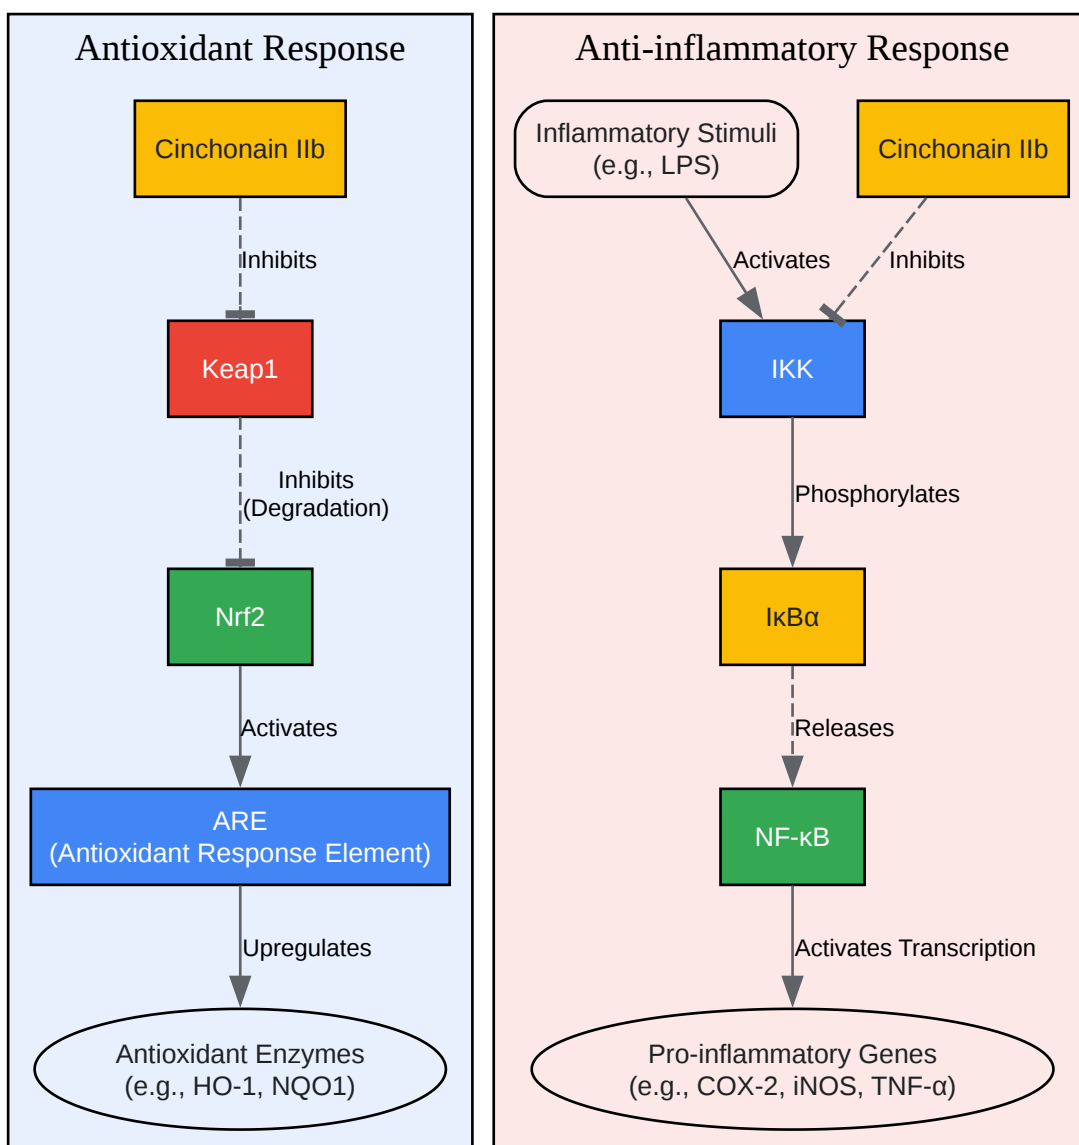 Antioxidant Response
Cinchonain IIb
Inhibits
Keap1
Inhibits
(Degradation)
Nrf2
Activates
ARE
(Antioxidant Response Element)
Upregulates
Antioxidant Enzymes
(e.g., HO-1, NQO1)
Anti-inflammatory Response
Inflammatory Stimuli
(e.g., LPS)
Cinchonain IIb
Activates
Inhibits
IKK
Phosphorylates
IκBα
Releases
NF-κB
Activates Transcription
Pro-inflammatory Genes
(e.g., COX-2, iNOS, TNF-α)